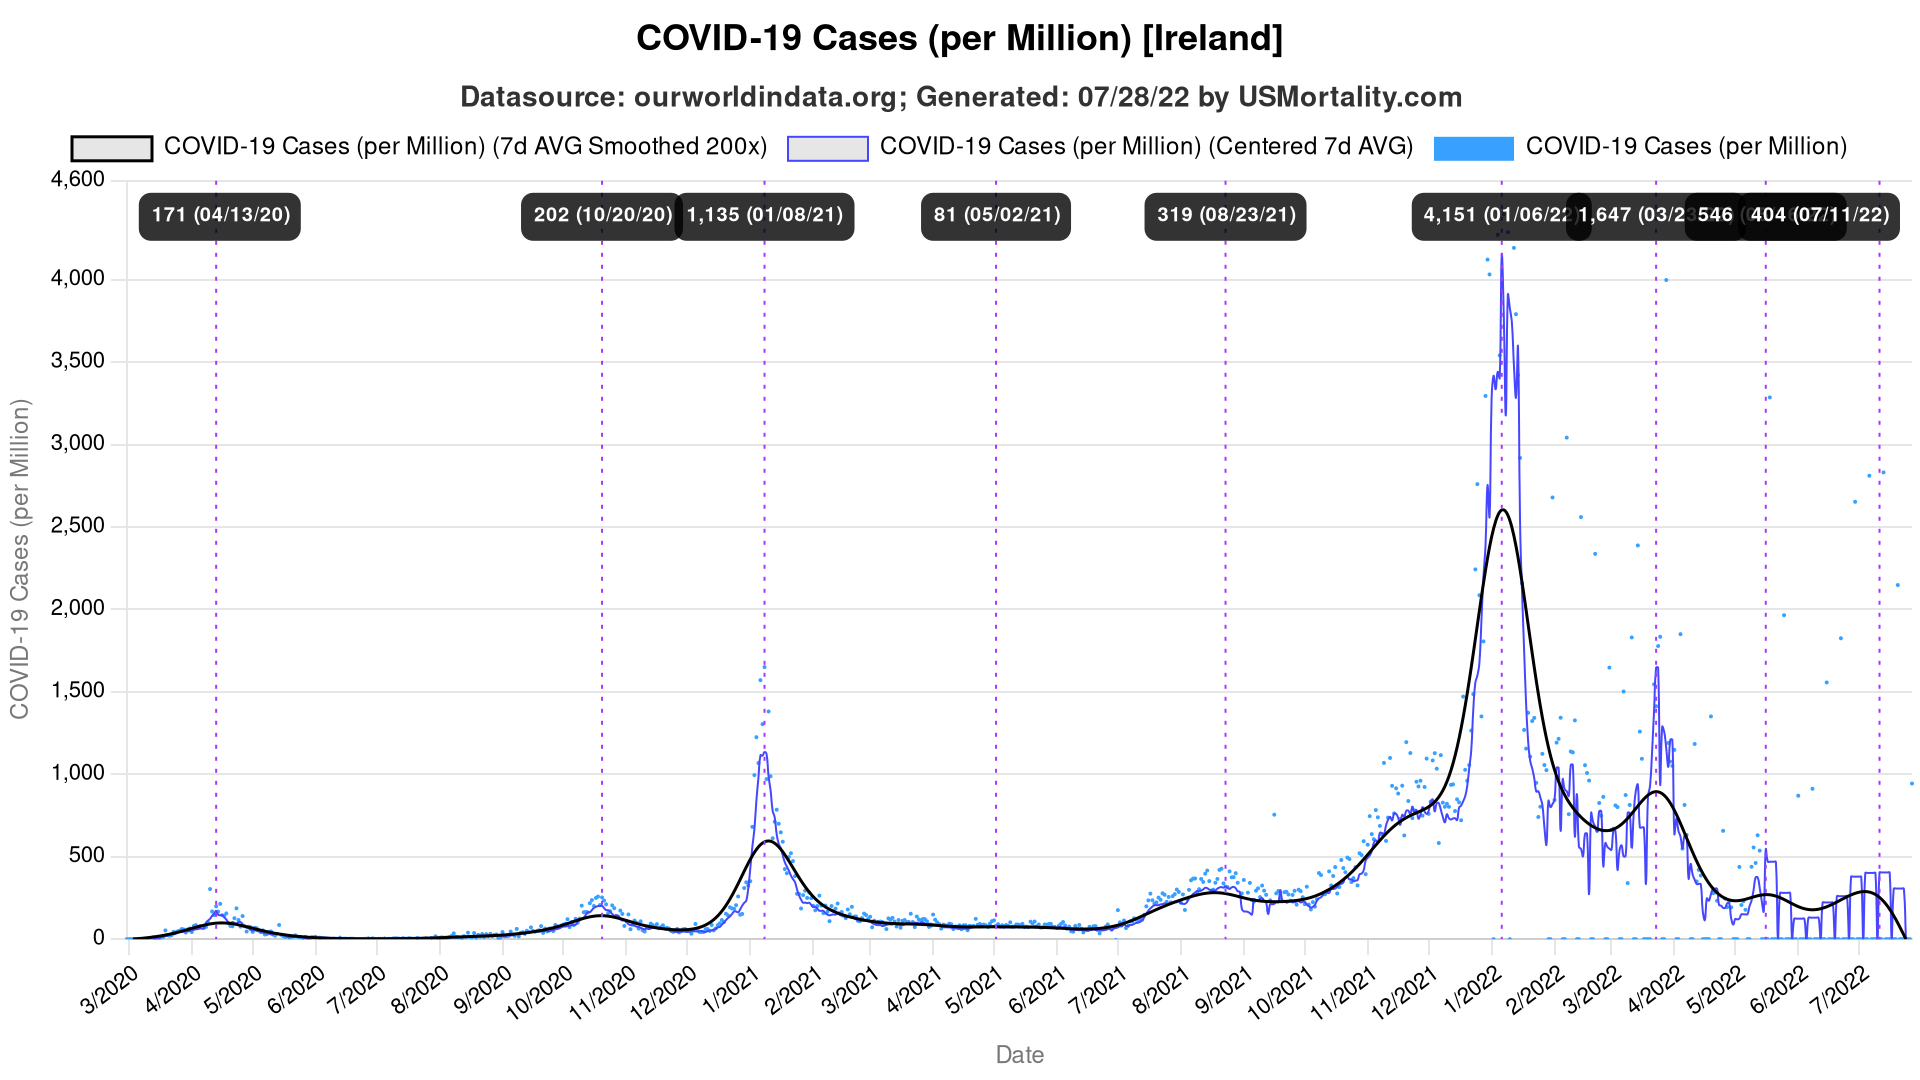 COVID-19 Cases (per Million) [Ireland]
Datasource: ourworldindata.org; Generated: 07/28/22 by USMortality.com
COVID-19 Cases (per Million) (7d AVG Smoothed 200x) COVID-19 Cases (per Million) (Centered 7d AVG) COVID-19 Cases (per Million)
171 (04/13/20) 202 (10/20/20) 1,135 (01/08/21) 81 (05/02/21) 319 (08/23/21) 4,151 (01/06/22) 1,647 (03/23 546 404 (07/11/22)
4,600
4,000
3,500
3,000
2,500
2,000
1,500
1,000
500
0
COVID-19 Cases (per Million)
3/2020 4/2020 5/2020 6/2020 7/2020 8/2020 9/2020 10/2020 11/2020 12/2020 1/2021 2/2021 3/2021 4/2021 5/2021 6/2021 7/2021 8/2021 9/2021 10/2021 11/2021 12/2021 1/2022 2/2022 3/2022 4/2022 5/2022 6/2022 7/2022
Date